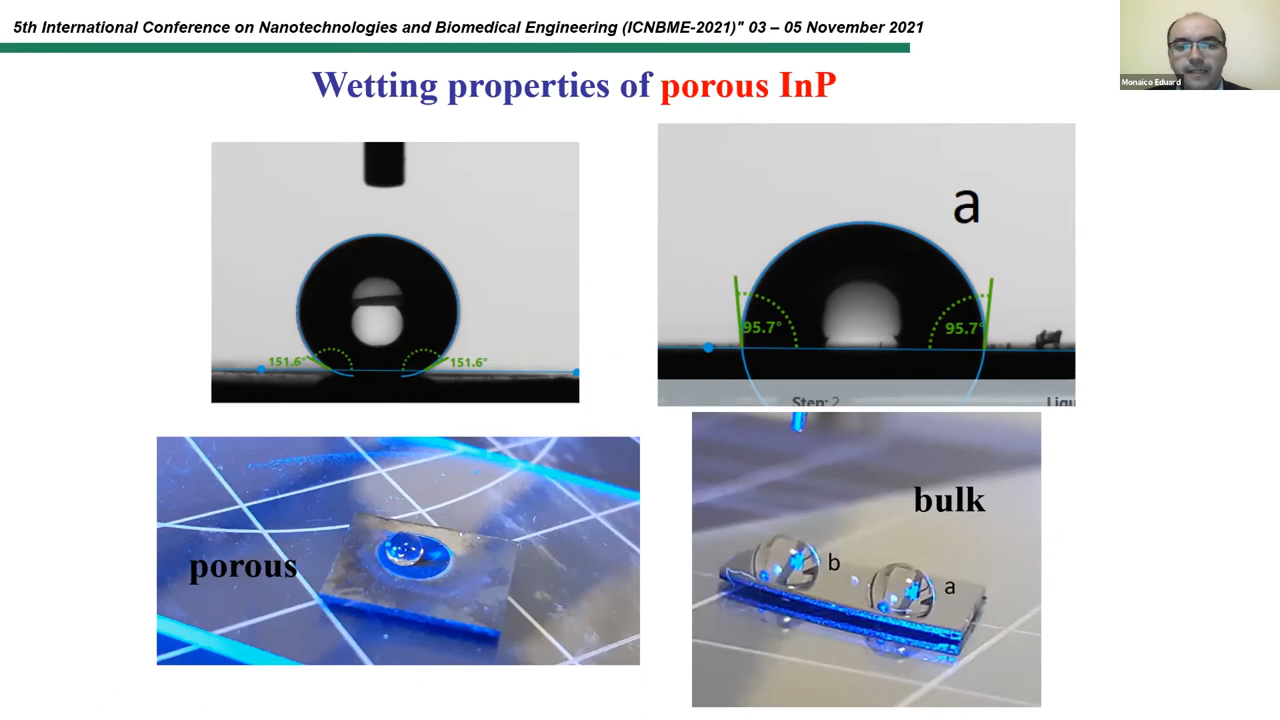 5th International Conference on Nanotechnologies and Biomedical Engineering (ICNBME-2021)" 03 – 05 November 2021
Monaico Eduard
Wetting properties of porous InP
a
151.6°
151.6°
95.7°
95.7°
Step: 2
porous
bulk
b
a